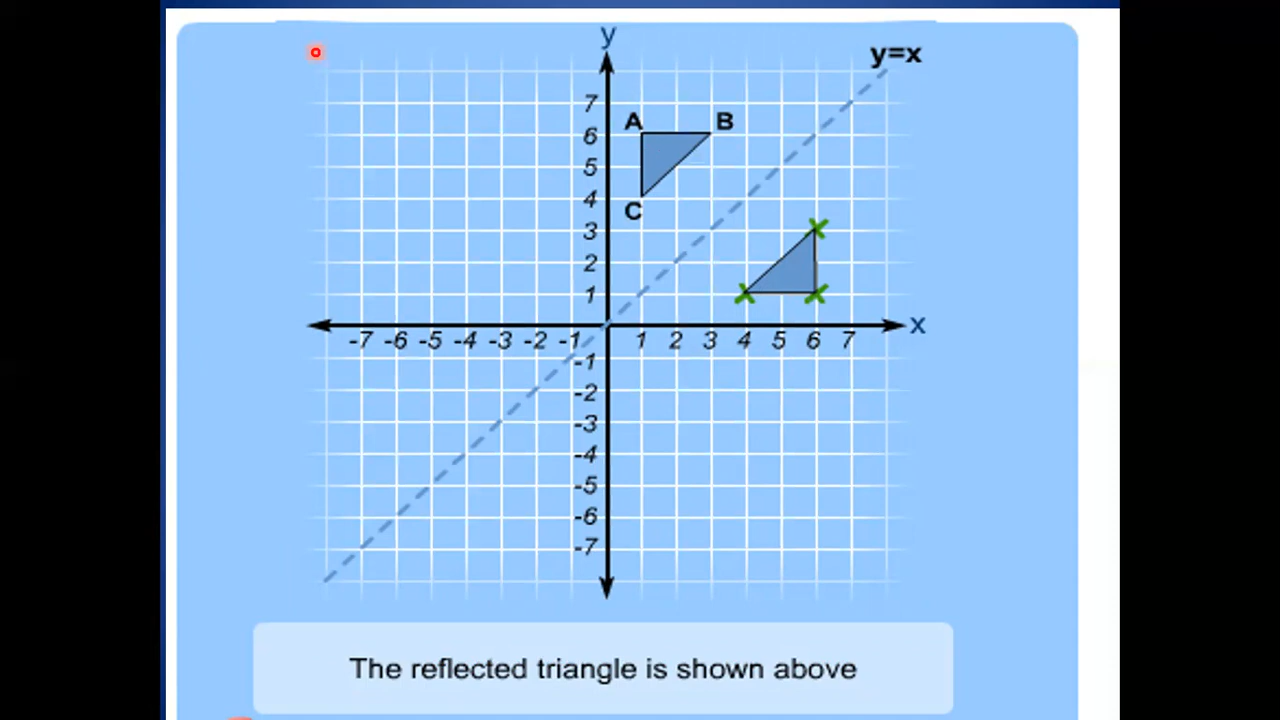 y
y=x
7
A B
6
5
4
C
3
2
1
-7 -6 -5 -4 -3 -2 -1 1 2 3 4 5 6 7 x
-1
-2
-3
-4
-5
-6
-7
The reflected triangle is shown above